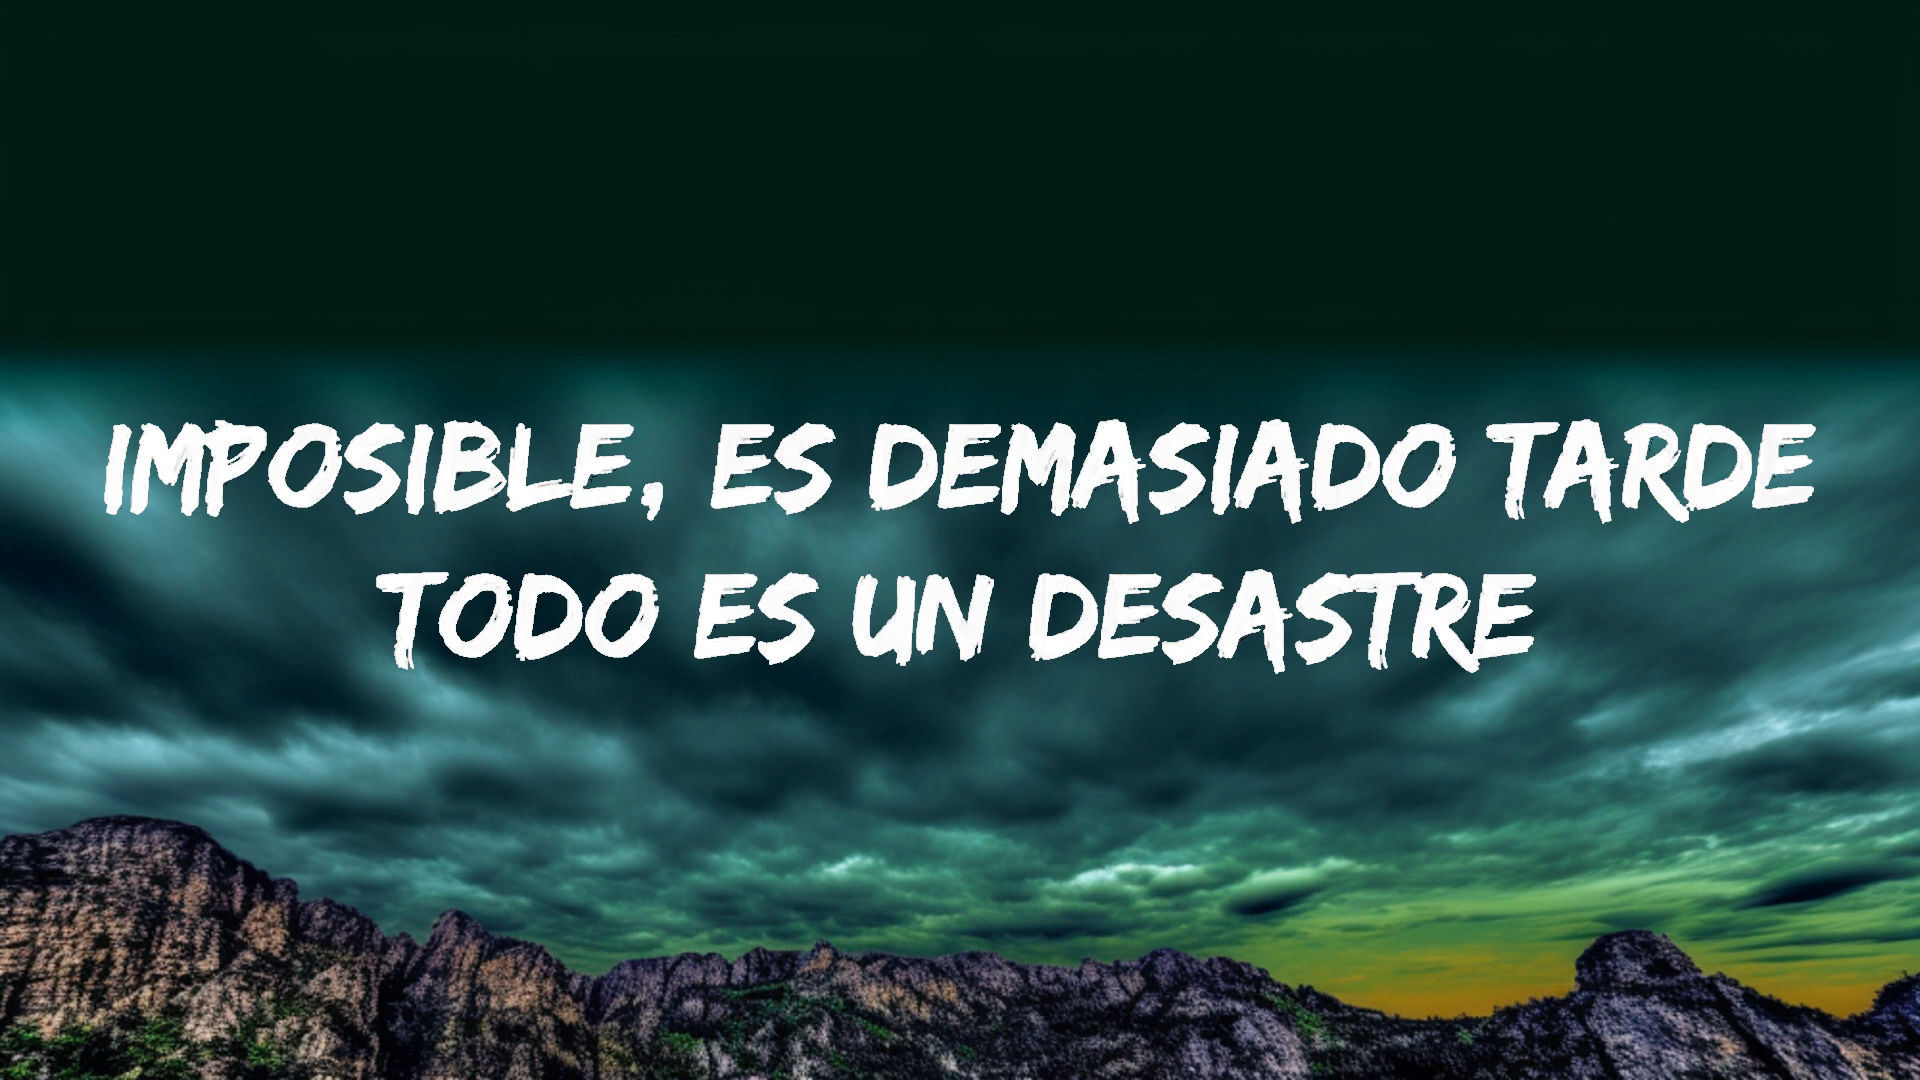 IMPOSIBLE, ES DEMASIADO TARDE
TODO ES UN DESASTRE